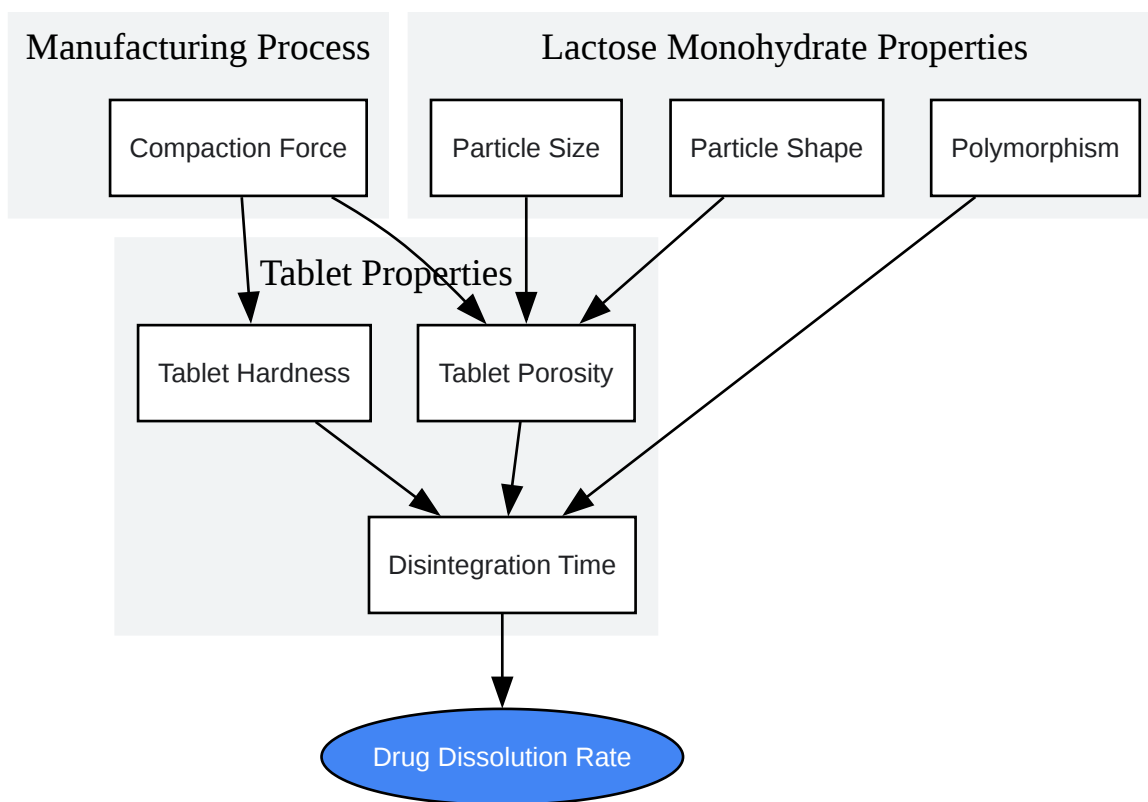 Manufacturing Process
Lactose Monohydrate Properties
Compaction Force
Particle Size
Particle Shape
Polymorphism
Tablet Properties
Tablet Hardness
Tablet Porosity
Disintegration Time
Drug Dissolution Rate